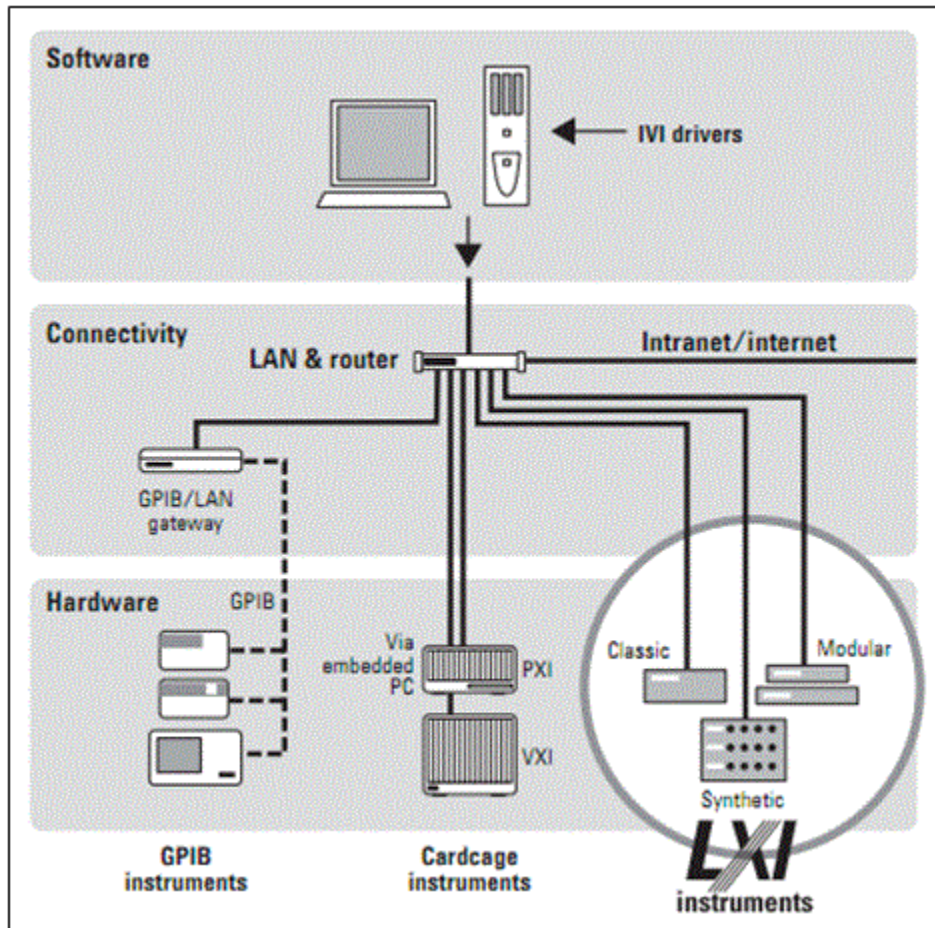 Software
IVI drivers
Connectivity
LAN & router
Intranet/internet
GPIB/LAN
gateway
Hardware
GPIB
Via
embedded
PC
PXI
VXI
Classic
Modular
Synthetic
GPIB
instruments
Cardcage
instruments
LXI
instruments